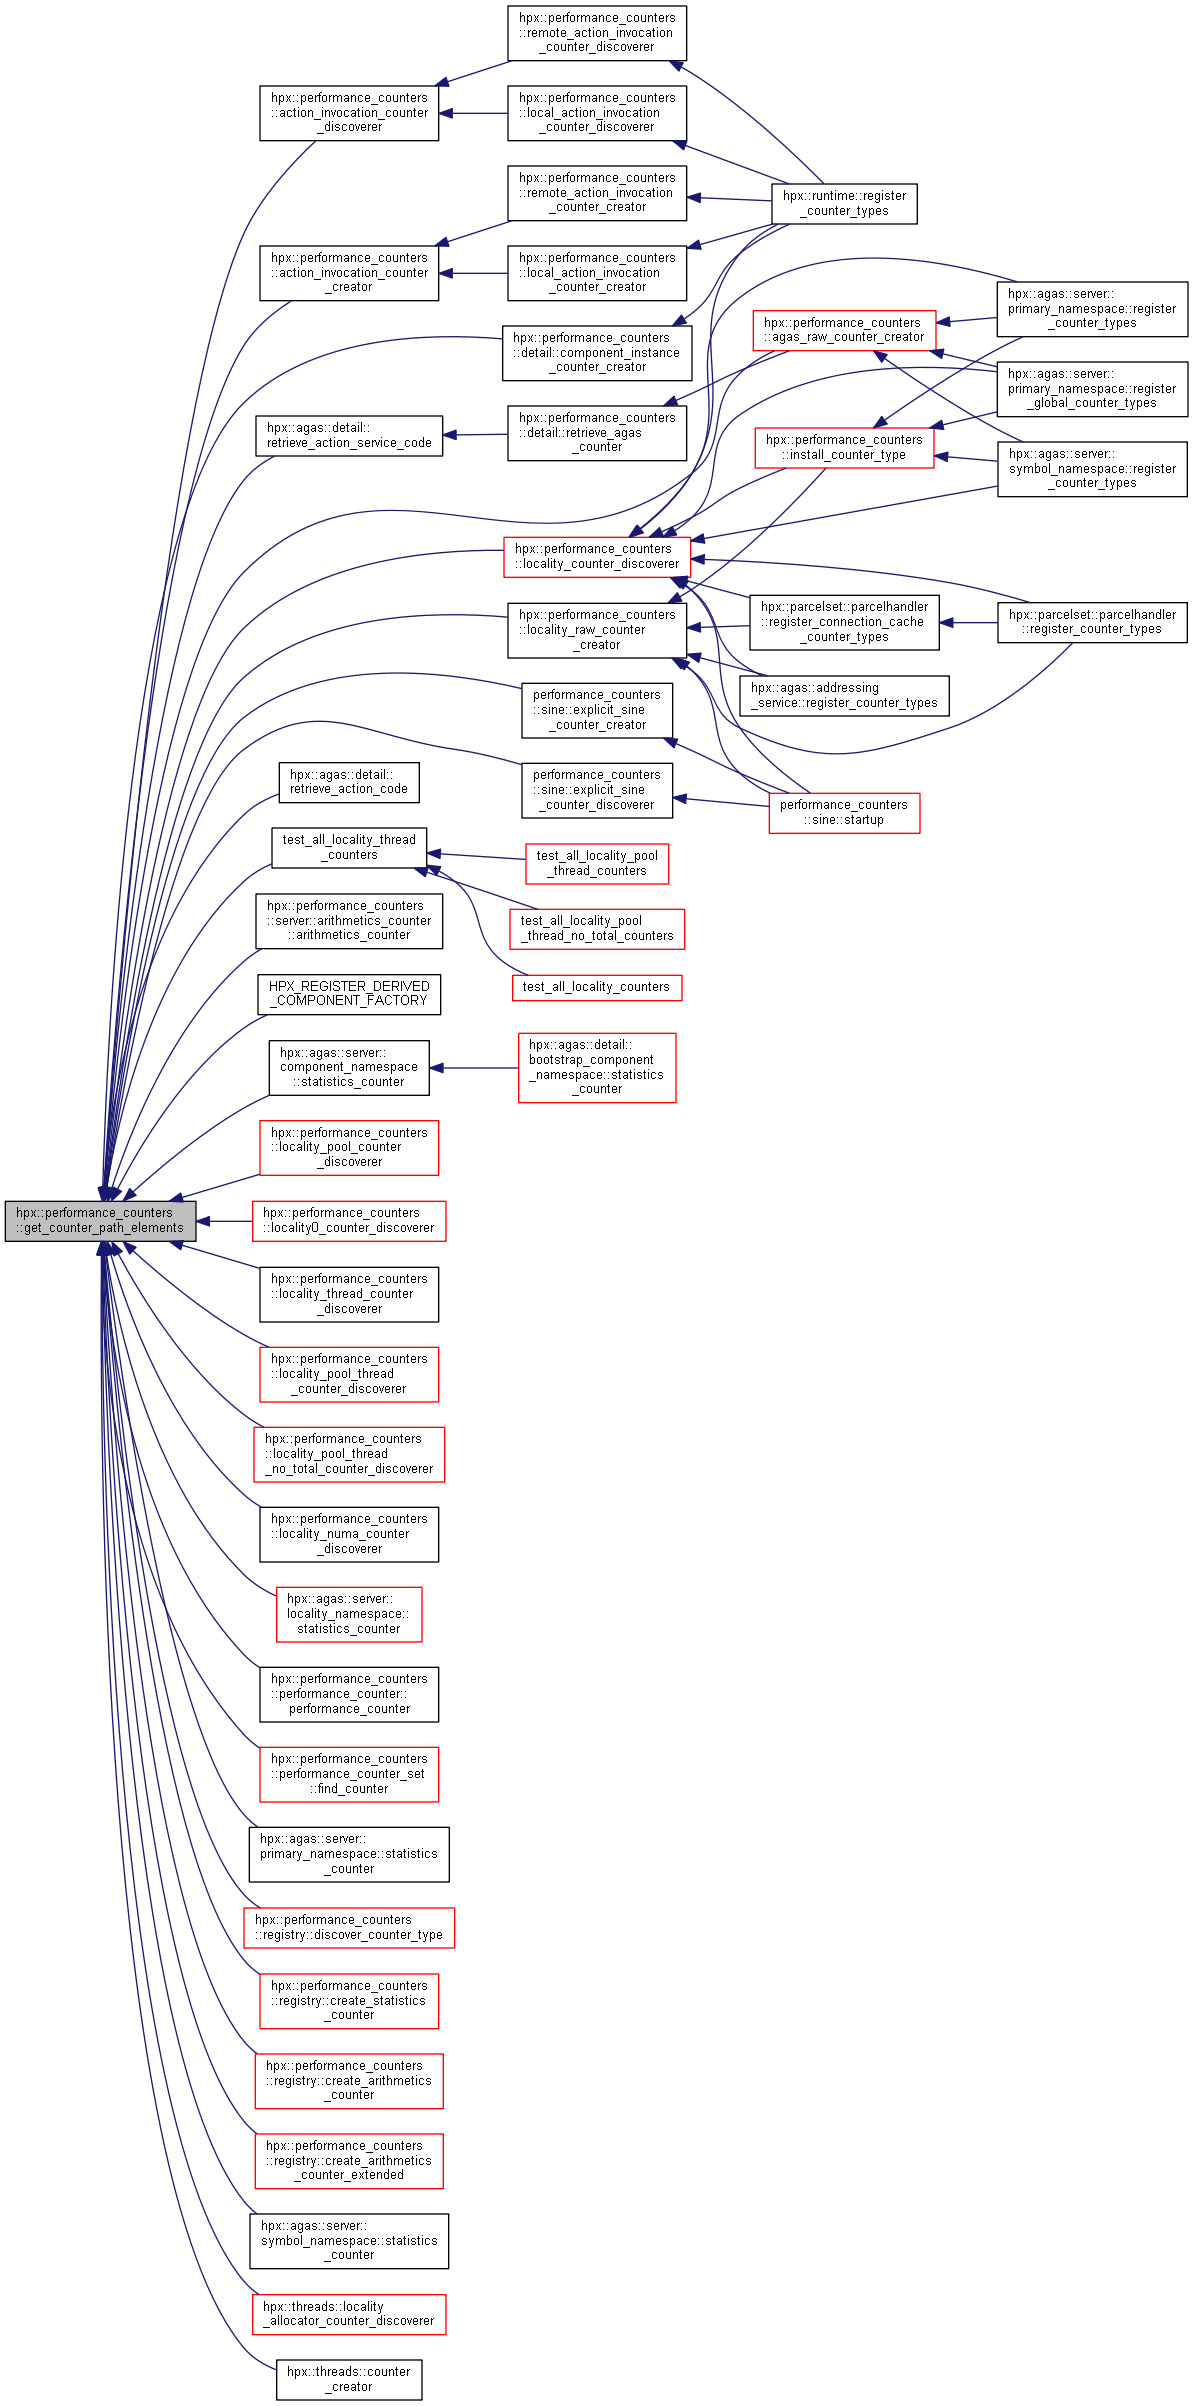 hpx::performance_counters
::remote_action_invocation
_counter_discoverer
hpx::performance_counters
::action_invocation_counter
_discoverer
hpx::performance_counters
::local_action_invocation
_counter_discoverer
hpx::performance_counters
::remote_action_invocation
_counter_creator
hpx::runtime::register
_counter_types
hpx::performance_counters
::action_invocation_counter
_creator
hpx::performance_counters
::local_action_invocation
_counter_creator
hpx::agas::server::
primary_namespace::register
_counter_types
hpx::performance_counters
::agas_raw_counter_creator
hpx::performance_counters
::detail::component_instance
_counter_creator
hpx::agas::server::
primary_namespace::register
_global_counter_types
hpx::agas::detail::
retrieve_action_service_code
hpx::performance_counters
::detail::retrieve_agas
_counter
hpx::performance_counters
::install_counter_type
hpx::agas::server::
symbol_namespace::register
_counter_types
hpx::performance_counters
::locality_counter_discoverer
hpx::performance_counters
::locality_raw_counter
_creator
hpx::parcelset::parcelhandler
::register_connection_cache
_counter_types
hpx::parcelset::parcelhandler
::register_counter_types
hpx::agas::addressing
_service::register_counter_types
performance_counters
::sine::explicit_sine
_counter_creator
hpx::agas::detail::
retrieve_action_code
performance_counters
::sine::explicit_sine
_counter_discoverer
performance_counters
::sine::startup
test_all_locality_thread
_counters
test_all_locality_pool
_thread_counters
hpx::performance_counters
::server::arithmetics_counter
::arithmetics_counter
test_all_locality_pool
_thread_no_total_counters
HPX_REGISTER_DERIVED
_COMPONENT_FACTORY
test_all_locality_counters
hpx::agas::server::
component_namespace
::statistics_counter
hpx::agas::detail::
bootstrap_component
_namespace::statistics
_counter
hpx::performance_counters
::locality_pool_counter
_discoverer
hpx::performance_counters
::get_counter_path_elements
hpx::performance_counters
::locality0_counter_discoverer
hpx::performance_counters
::locality_thread_counter
_discoverer
hpx::performance_counters
::locality_pool_thread
_counter_discoverer
hpx::performance_counters
::locality_pool_thread
_no_total_counter_discoverer
hpx::performance_counters
::locality_numa_counter
_discoverer
hpx::agas::server::
locality_namespace::
statistics_counter
hpx::performance_counters
::performance_counter::
performance_counter
hpx::performance_counters
::performance_counter_set
::find_counter
hpx::agas::server::
primary_namespace::statistics
_counter
hpx::performance_counters
::registry::discover_counter_type
hpx::performance_counters
::registry::create_statistics
_counter
hpx::performance_counters
::registry::create_arithmetics
_counter
hpx::performance_counters
::registry::create_arithmetics
_counter_extended
hpx::agas::server::
symbol_namespace::statistics
_counter
hpx::threads::locality
_allocator_counter_discoverer
hpx::threads::counter
_creator